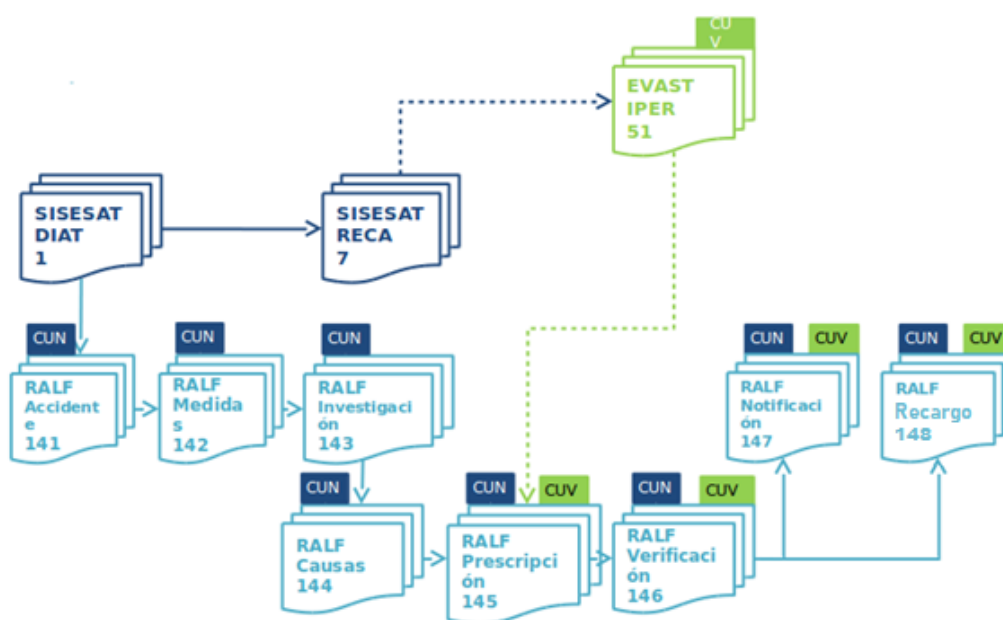 CU
V
EVAST
IPER
51
SISESAT
DIAT
1
SISESAT
RECA
7
CUN
RALF
Accident
e
141
CUN
RALF
Medida
s
142
CUN
RALF
Investigaci
ón
143
CUN
CUV
RALF
Notificaci
ón
147
CUN
CUV
RALF
Recargo
148
CUN
RALF
Causas
144
CUN
CUV
RALF
Prescripci
ón
145
CUN
CUV
RALF
Verificaci
ón
146